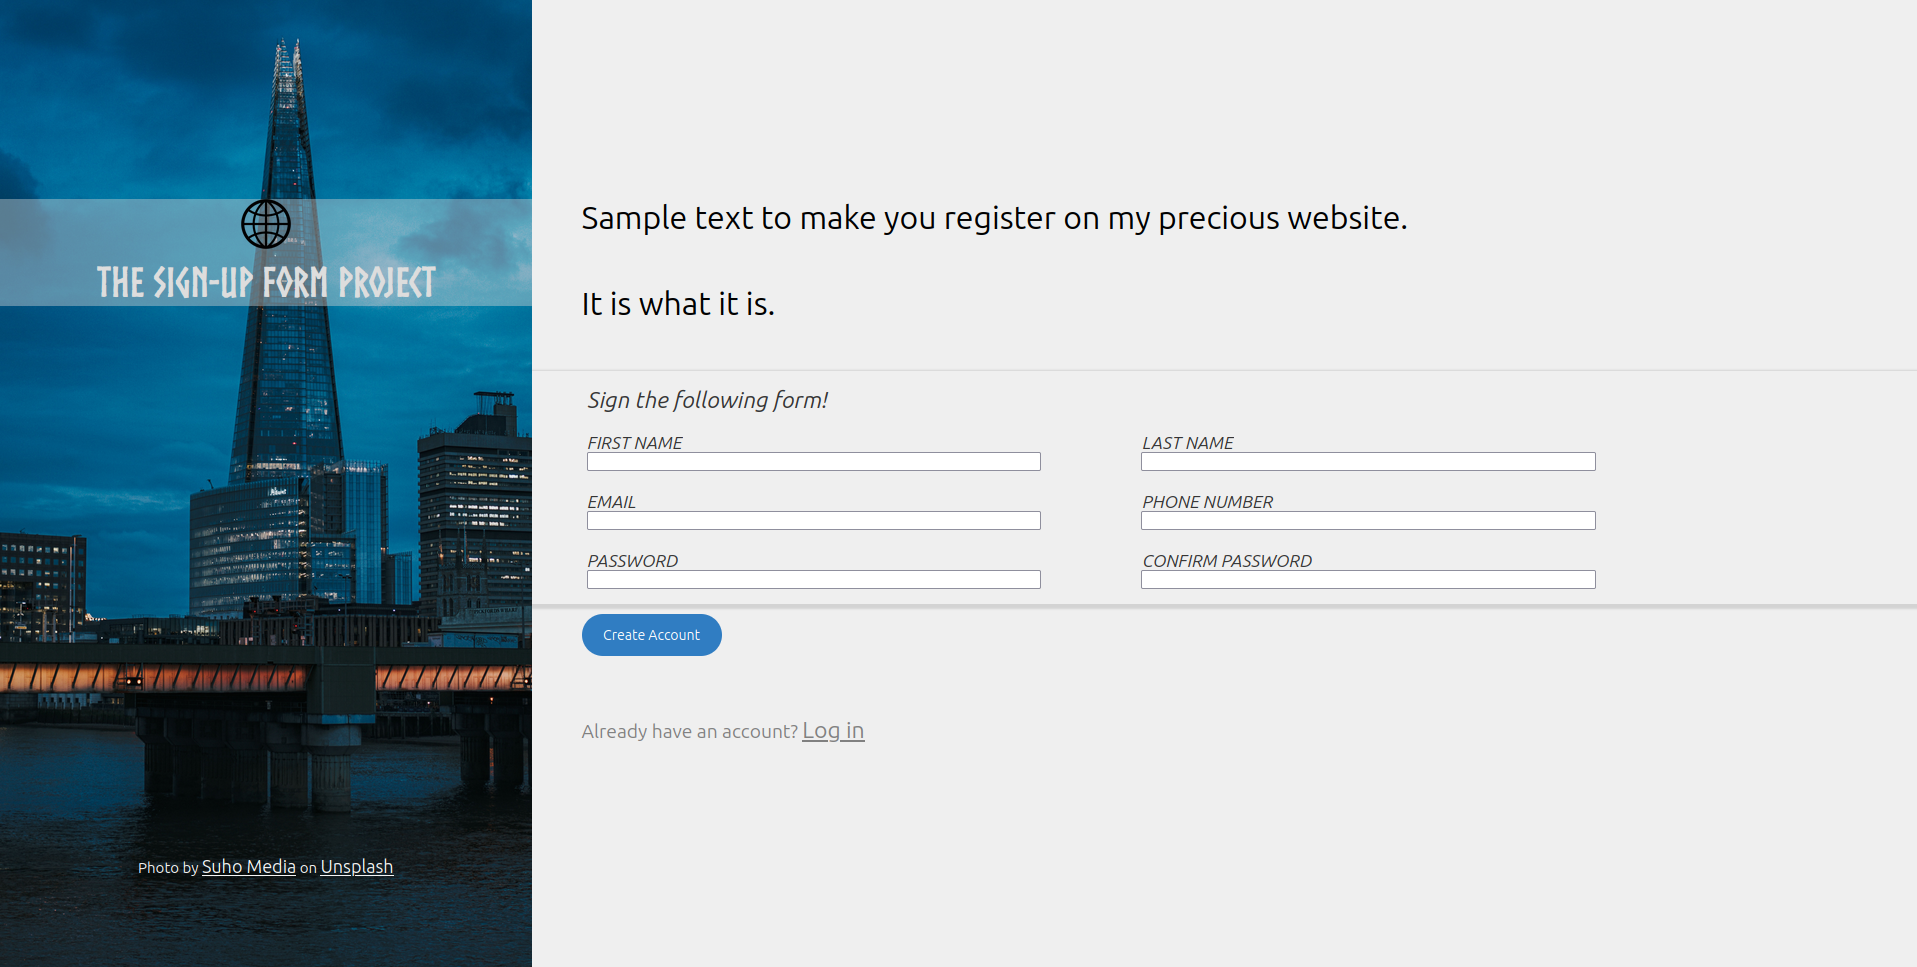 THE SIGN-UP FORM PROJECT
Photo by Suho Media on Unsplash
Sample text to make you register on my precious website.
It is what it is.
Sign the following form!
FIRST NAME
LAST NAME
EMAIL
PHONE NUMBER
PASSWORD
CONFIRM PASSWORD
Create Account
Already have an account? Log in